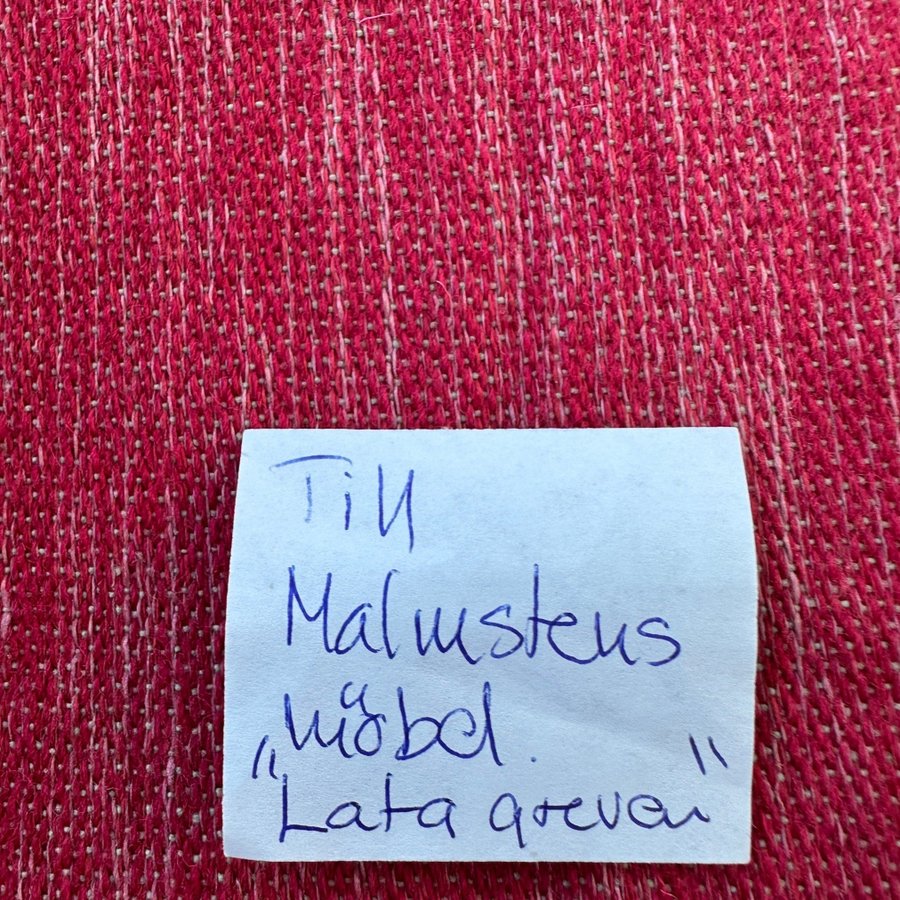 Till
Malmstens
möbel.
„Lata greven"